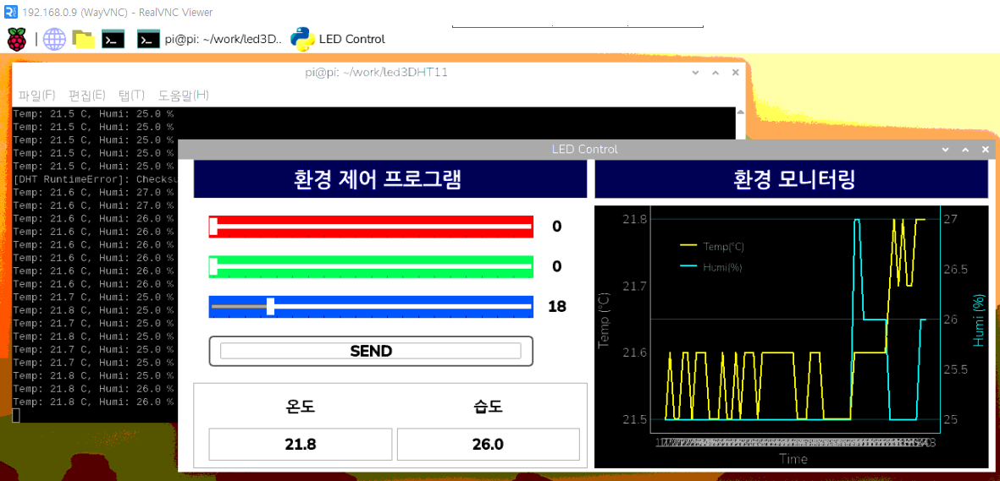 192.168.0.9 (WayVNC) - RealVNC Viewer
pi@pi: ~/work/led3D..
LED Control
pi@pi: ~/work/led3DHT11
파일(F) 편집(E) 탭(T) 도움말(H)
Temp: 21.5 C, Humi: 25.0 %
Temp: 21.5 C, Humi: 25.0 %
Temp: 21.5 C, Humi: 25.0 %
Temp: 21.5 C, Humi: 25.0 %
Temp: 21.5 C, Humi: 25.0 %
[DHT RuntimeError]: Checksu
Temp: 21.6 C, Humi: 27.0 %
Temp: 21.6 C, Humi: 27.0 %
Temp: 21.6 C, Humi: 26.0 %
Temp: 21.6 C, Humi: 26.0 %
Temp: 21.6 C, Humi: 26.0 %
Temp: 21.6 C, Humi: 26.0 %
Temp: 21.6 C, Humi: 26.0 %
Temp: 21.6 C, Humi: 26.0 %
Temp: 21.7 C, Humi: 25.0 %
Temp: 21.8 C, Humi: 25.0 %
Temp: 21.7 C, Humi: 25.0 %
Temp: 21.8 C, Humi: 25.0 %
Temp: 21.7 C, Humi: 25.0 %
Temp: 21.7 C, Humi: 25.0 %
Temp: 21.8 C, Humi: 25.0 %
Temp: 21.8 C, Humi: 26.0 %
Temp: 21.8 C, Humi: 26.0 %
LED Control
환경 제어 프로그램
0
0
18
SEND
온도 습도
21.8 26.0
환경 모니터링
Temp(°C)
Humi(%)
21.8
21.7
21.6
21.5
Temp (°C)
27
26.5
26
25.5
25
Humi (%)
Time